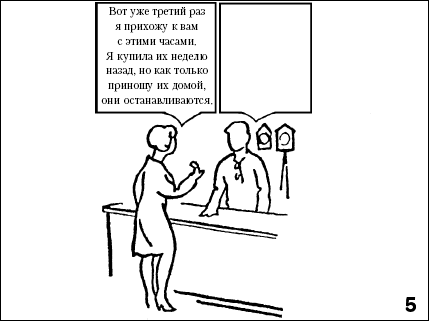 Вот уже третий раз
я прихожу к вам
с этими часами.
Я купила их неделю
назад, но как только
приношу их домой,
они останавливаются.
5